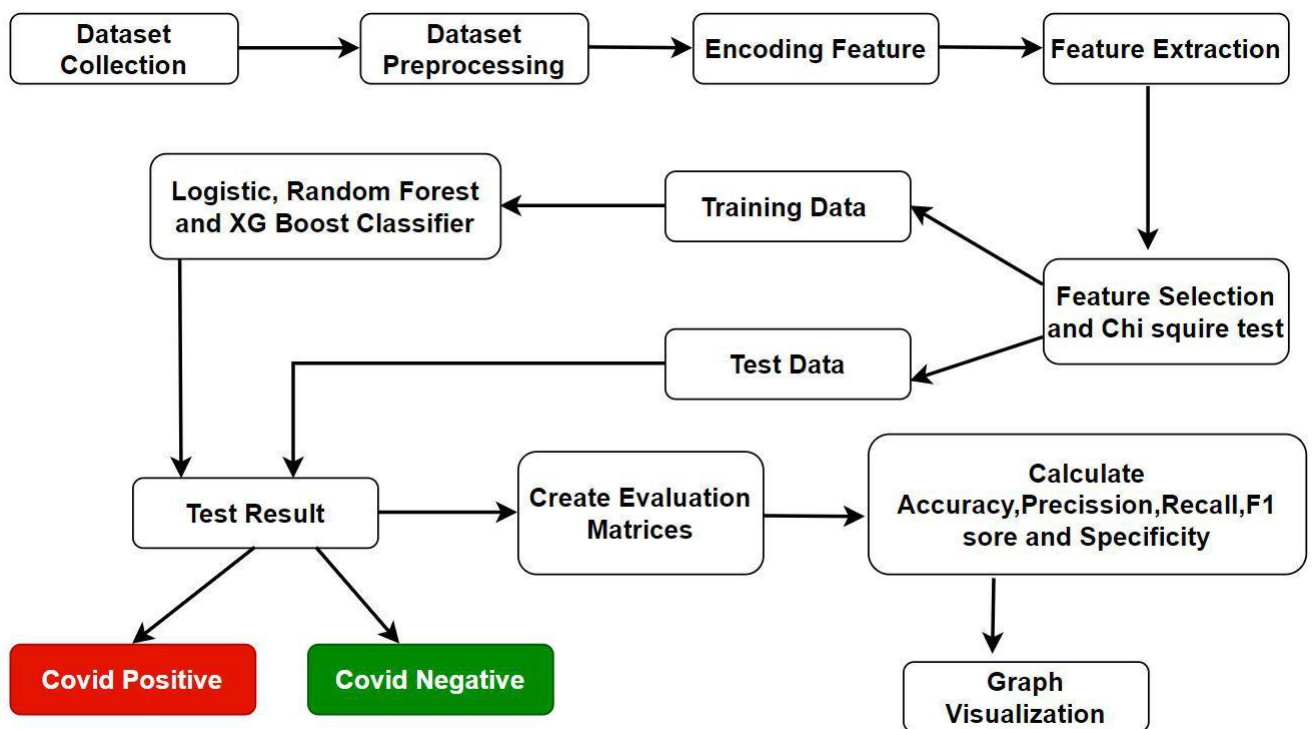 Dataset
Collection
Dataset
Preprocessing
Encoding Feature
Feature Extraction
Logistic, Random Forest
and XG Boost Classifier
Training Data
Feature Selection
and Chi squire test
Test Data
Test Result
Create Evaluation
Matrices
Calculate
Accuracy,Precission,Recall,F1
sore and Specificity
Covid Positive
Covid Negative
Graph
Visualization